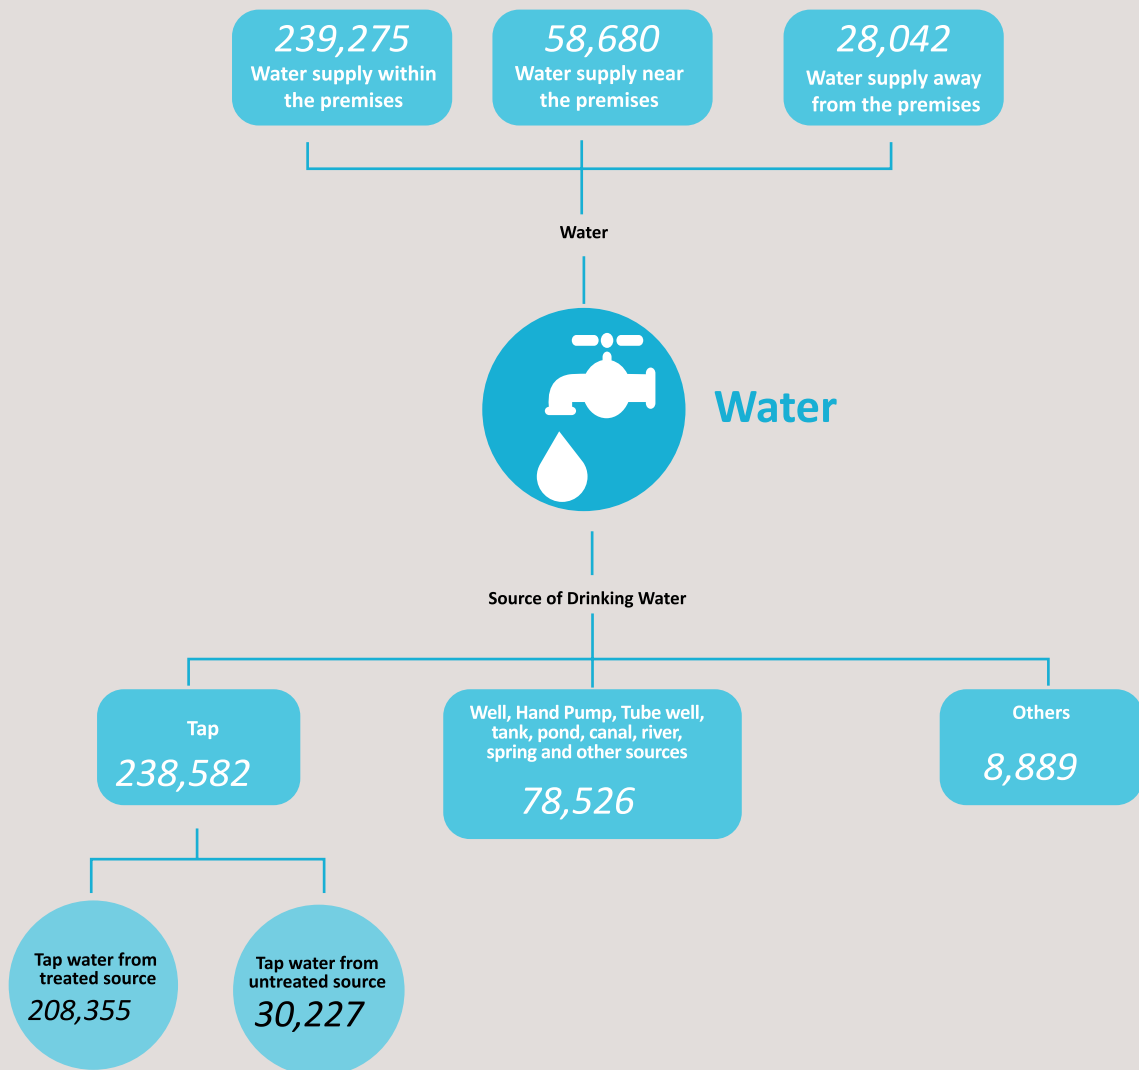 239,275
Water supply within
the premises
58,680
Water supply near
the premises
28,042
Water supply away
from the premises
Water
Water
Source of Drinking Water
Tap
238,582
Well, Hand Pump, Tube well,
tank, pond, canal, river,
spring and other sources
78,526
Others
8,889
Tap water from
treated source
208,355
Tap water from
untreated source
30,227